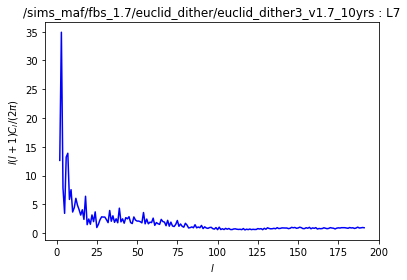 /sims_maf/fbs_1.7/euclid_dither/euclid_dither3_v1.7_10yrs : L7
l(l + 1)Cₗ/(2π)
35
30
25
20
15
10
5
0
0 25 50 75 100 125 150 175 200
l